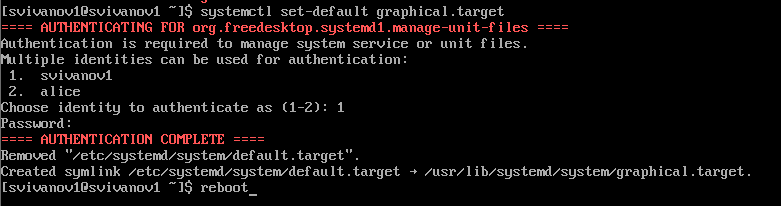 [svivanov1@svivanov1 ~]$ systemctl set-default graphical.target
==== AUTHENTICATING FOR org.freedesktop.systemd1.manage-unit-files ====
Authentication is required to manage system service or unit files.
Multiple identities can be used for authentication:
 1.  svivanov1
 2.  alice
Choose identity to authenticate as (1-2): 1
Password:
==== AUTHENTICATION COMPLETE ====
Removed "/etc/systemd/system/default.target".
Created symlink /etc/systemd/system/default.target → /usr/lib/systemd/system/graphical.target.
[svivanov1@svivanov1 ~]$ reboot_